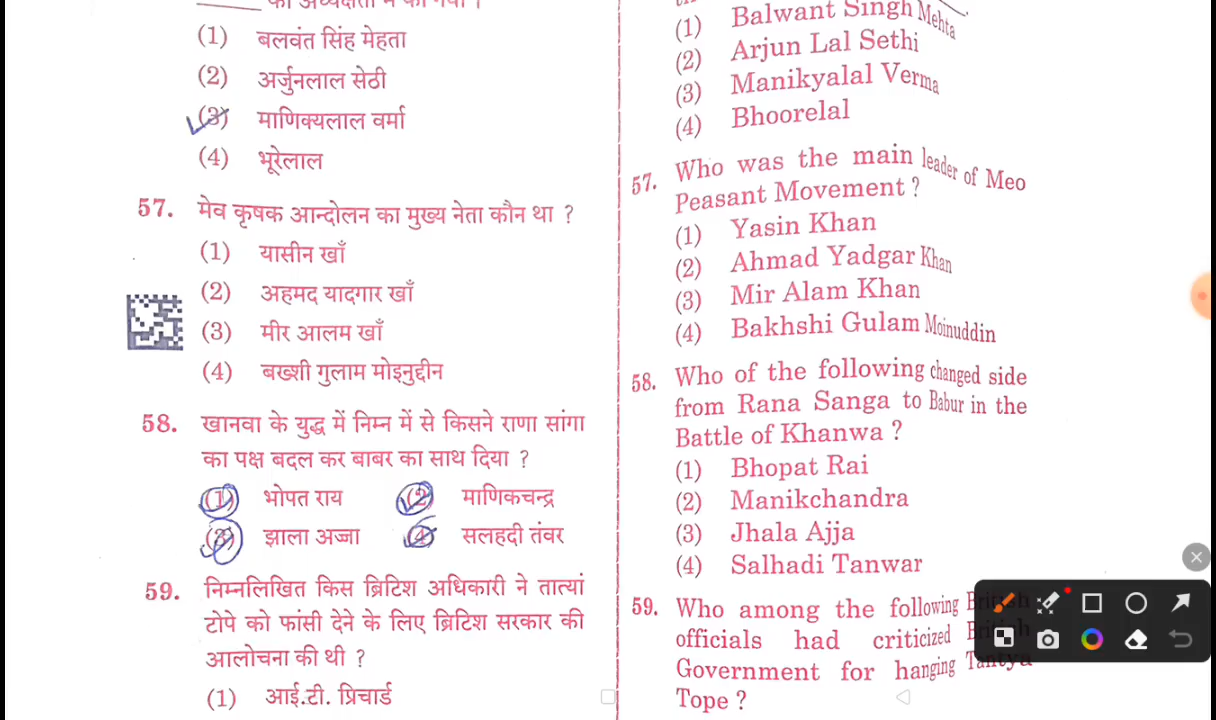 की अध्यक्षता में की गयी ।
(1) बलवंत सिंह मेहता
(2) अर्जुनलाल सेठी
(3) माणिक्यलाल वर्मा
(4) भूरेलाल
57. मेव कृषक आन्दोलन का मुख्य नेता कौन था ?
(1) यासीन खाँ
(2) अहमद यादगार खाँ
(3) मीर आलम खाँ
(4) बख्शी गुलाम मोइनुद्दीन
58. खानवा के युद्ध में निम्न में से किसने राणा सांगा
का पक्ष बदल कर बाबर का साथ दिया ?
(1) भोपत राय (2) माणिकचन्द्र
(3) झाला अज्जा (4) सलहदी तंवर
59. निम्नलिखित किस ब्रिटिश अधिकारी ने तात्यां
टोपे को फांसी देने के लिए ब्रिटिश सरकार की
आलोचना की थी ?
(1) आई.टी. प्रिचार्ड
(1) Balwant Singh Mehta
(2) Arjun Lal Sethi
(3) Manikyalal Verma
(4) Bhoorelal
57. Who was the main leader of Meo
Peasant Movement ?
(1) Yasin Khan
(2) Ahmad Yadgar Khan
(3) Mir Alam Khan
(4) Bakhshi Gulam Moinuddin
58. Who of the following changed side
from Rana Sanga to Babur in the
Battle of Khanwa ?
(1) Bhopat Rai
(2) Manikchandra
(3) Jhala Ajja
(4) Salhadi Tanwar
59. Who among the following British
officials had criticized British
Government for hanging Tantya
Tope ?